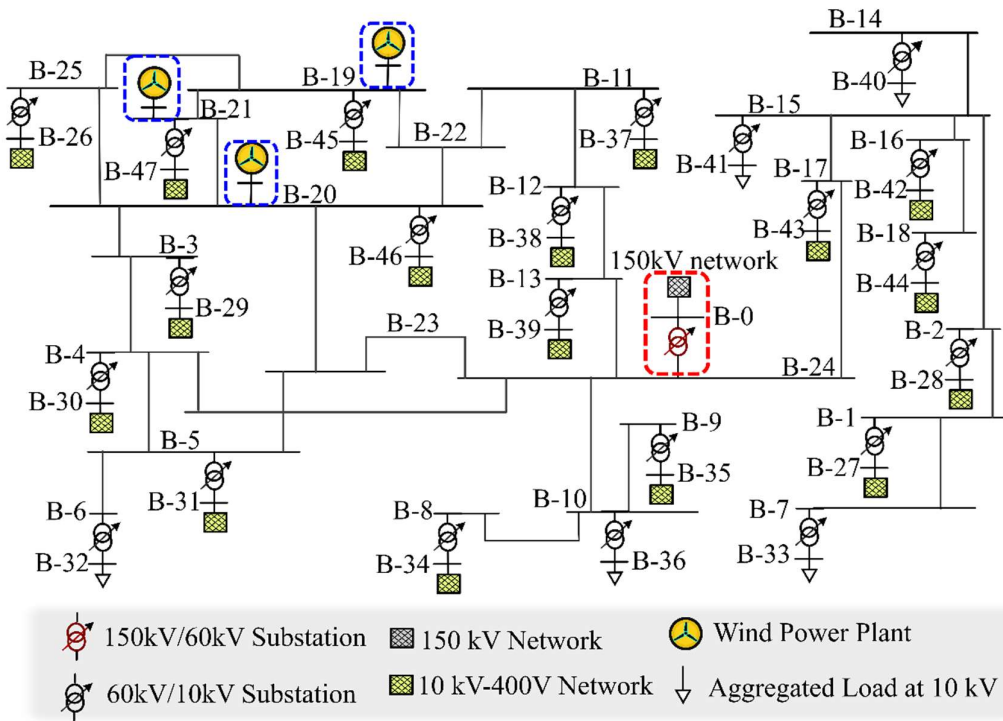 B-14
B-25
B-19
B-11
B-40
B-21
B-15
B-26
B-45
B-22
B-37
B-16
B-47
B-41
B-17
B-20
B-12
B-42
B-46
B-38
B-43
B-18
B-3
150kV network
B-13
B-44
B-29
B-0
B-23
B-39
B-2
B-4
B-24
B-28
B-30
B-9
B-1
B-5
B-27
B-35
B-31
B-10
B-6
B-8
B-7
B-32
B-34
B-36
B-33
150kV/60kV Substation
150 kV Network
Wind Power Plant
60kV/10kV Substation
10 kV-400V Network
Aggregated Load at 10 kV